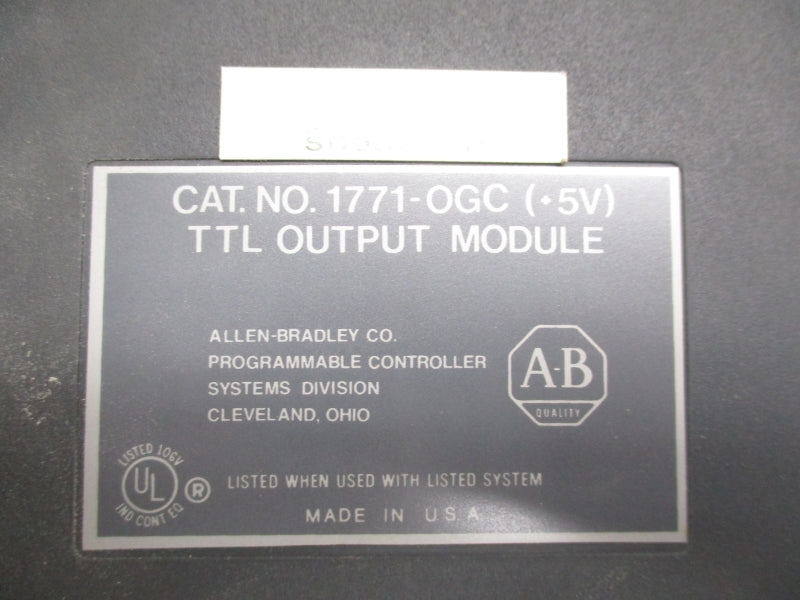 CAT. NO. 1771-OGC (+5V)
TTL OUTPUT MODULE
ALLEN-BRADLEY CO.
PROGRAMMABLE CONTROLLER
SYSTEMS DIVISION
CLEVELAND, OHIO
A-B
QUALITY
LISTED 10GV
UL ®
IND CONT EQ
LISTED WHEN USED WITH LISTED SYSTEM
MADE IN U.S.A.